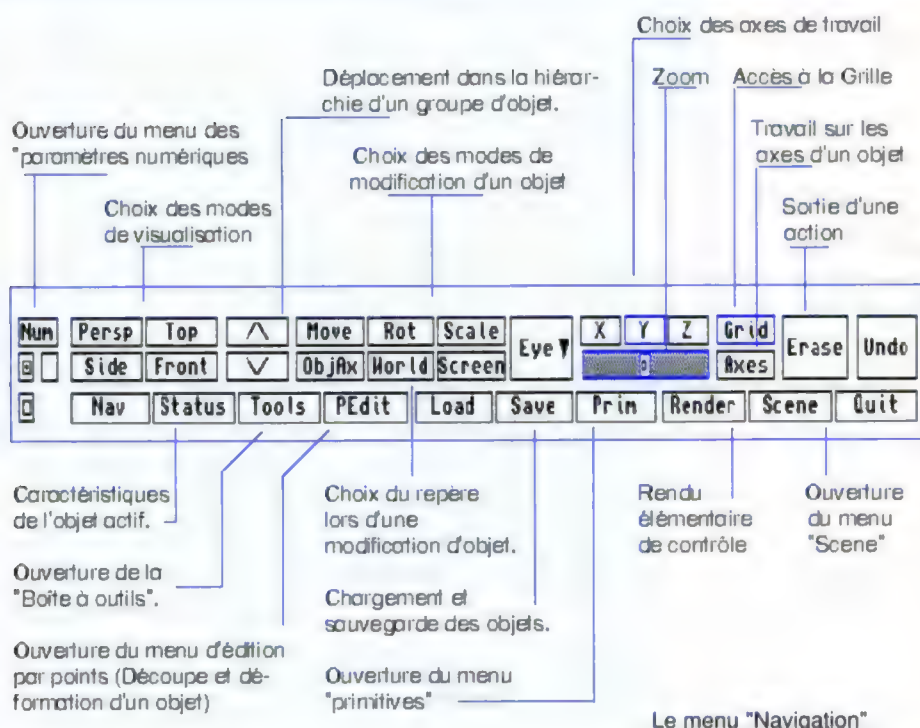 Choix des axes de travail
Déplacement dans la hiérar-
chie d'un groupe d'objet.
Zoom
Accès à la Grille
Ouverture du menu des
"paramètres numériques
Choix des modes de
modification d'un objet
Travail sur les
axes d'un objet
Choix des modes
de visualisation
Sortie d'une
action
Num Persp Top /\ Move Rot Scale Eye▼ X Y Z Grid Erase Undo
Side Front \/ ObjAx World Screen Axes
Nav Status Tools PEdit Load Save Prim Render Scene Quit
Caractéristiques
de l'objet actif.
Choix du repère
lors d'une
modification d'objet.
Rendu
élémentaire
de contrôle
Ouverture
du menu
"Scene"
Ouverture de la
"Boîte à outils".
Chargement et
sauvegarde des objets.
Ouverture du menu d'édition
par points (Découpe et dé-
formation d'un objet)
Ouverture du menu
"primitives"
Le menu "Navigation"